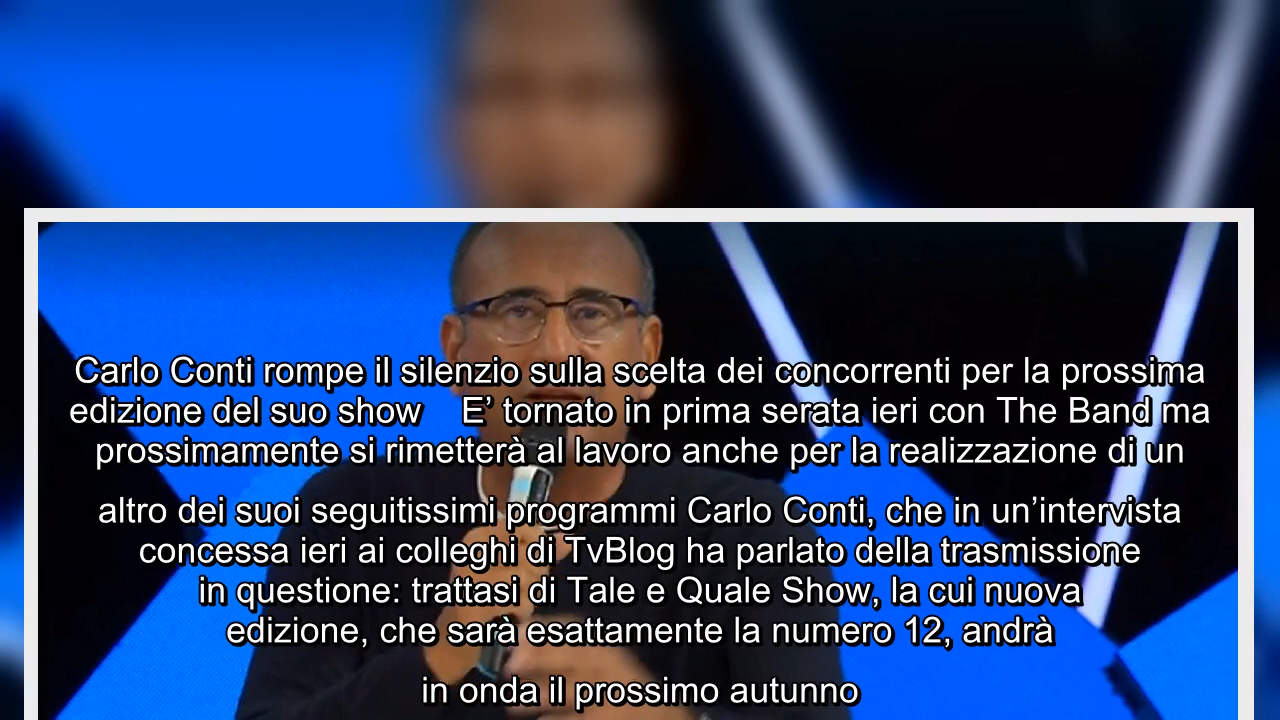 Carlo Conti rompe il silenzio sulla scelta dei concorrenti per la prossima
edizione del suo show    E’ tornato in prima serata ieri con The Band ma
prossimamente si rimetterà al lavoro anche per la realizzazione di un
altro dei suoi seguitissimi programmi Carlo Conti, che in un’intervista
concessa ieri ai colleghi di TvBlog ha parlato della trasmissione
in questione: trattasi di Tale e Quale Show, la cui nuova
edizione, che sarà esattamente la numero 12, andrà
in onda il prossimo autunno